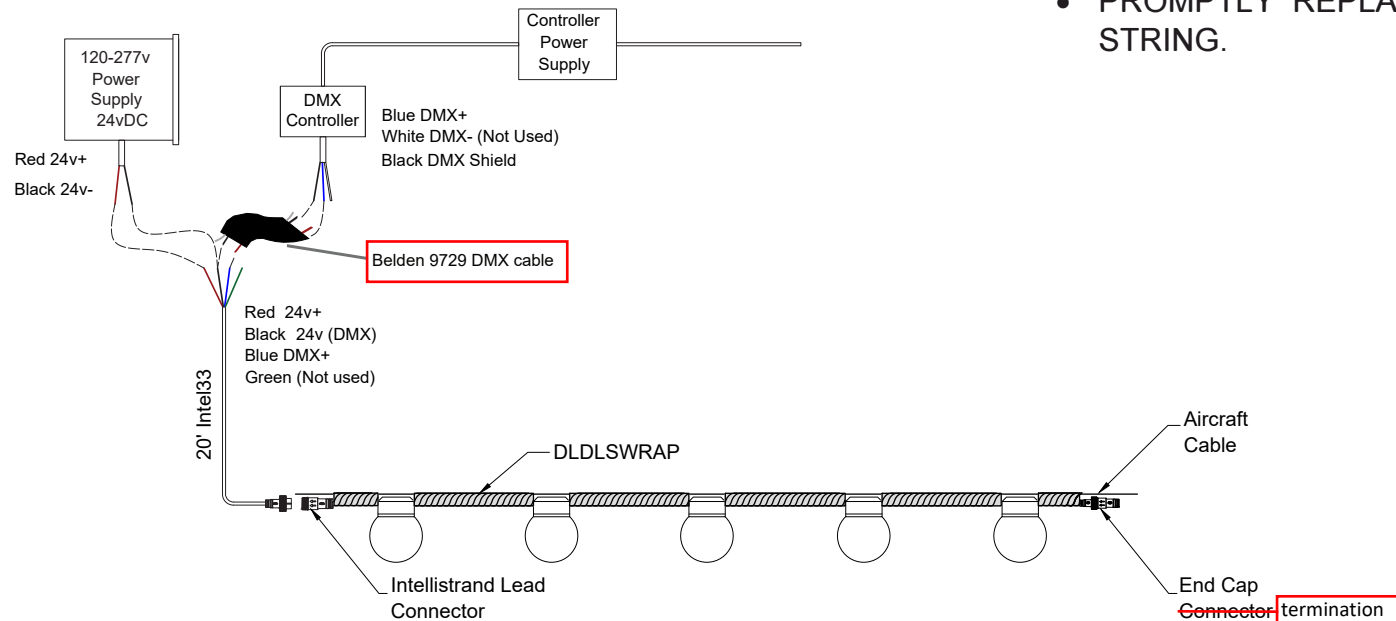 • PROMPTLY REPLA
STRING.
Controller
Power
Supply
120-277v
Power
Supply
24vDC
DMX
Controller
Blue DMX+
White DMX- (Not Used)
Black DMX Shield
Red 24v+
Black 24v-
Belden 9729 DMX cable
Red 24v+
Black 24v (DMX)
Blue DMX+
Green (Not used)
20' Intel33
DLDLSWRAP
Aircraft
Cable
Intellistrand Lead
Connector
End Cap
Connector termination